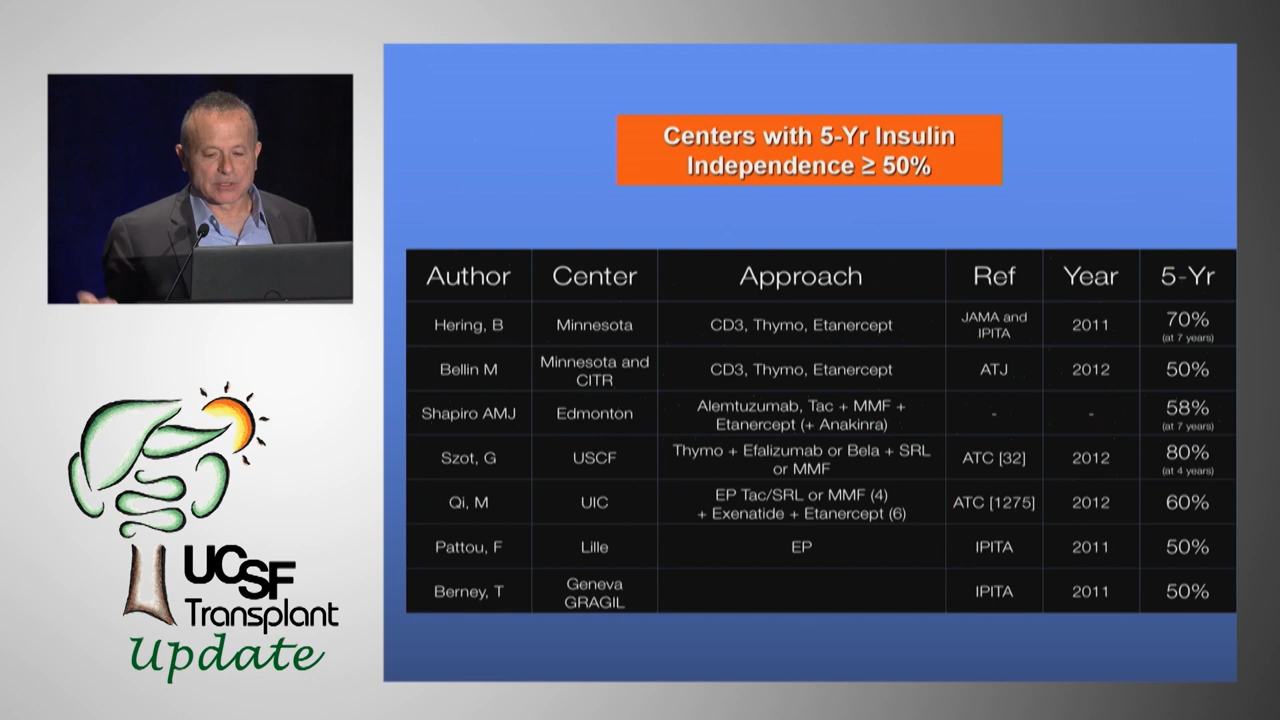 Centers with 5-Yr Insulin
Independence ≥ 50%
Author Center Approach Ref Year 5-Yr
Hering, B Minnesota CD3, Thymo, Etanercept JAMA and IPITA 2011 70% (at 7 years)
Bellin M Minnesota and CITR CD3, Thymo, Etanercept ATJ 2012 50%
Shapiro AMJ Edmonton Alemtuzumab, Tac + MMF + Etanercept (+ Anakinra) - - 58% (at 7 years)
Szot, G USCF Thymo + Efalizumab or Bela + SRL or MMF ATC [32] 2012 80% (at 4 years)
Qi, M UIC EP Tac/SRL or MMF (4) + Exenatide + Etanercept (6) ATC [1275] 2012 60%
Pattou, F Lille EP IPITA 2011 50%
Berney, T Geneva GRAGIL IPITA 2011 50%
UCSF
Transplant
Update